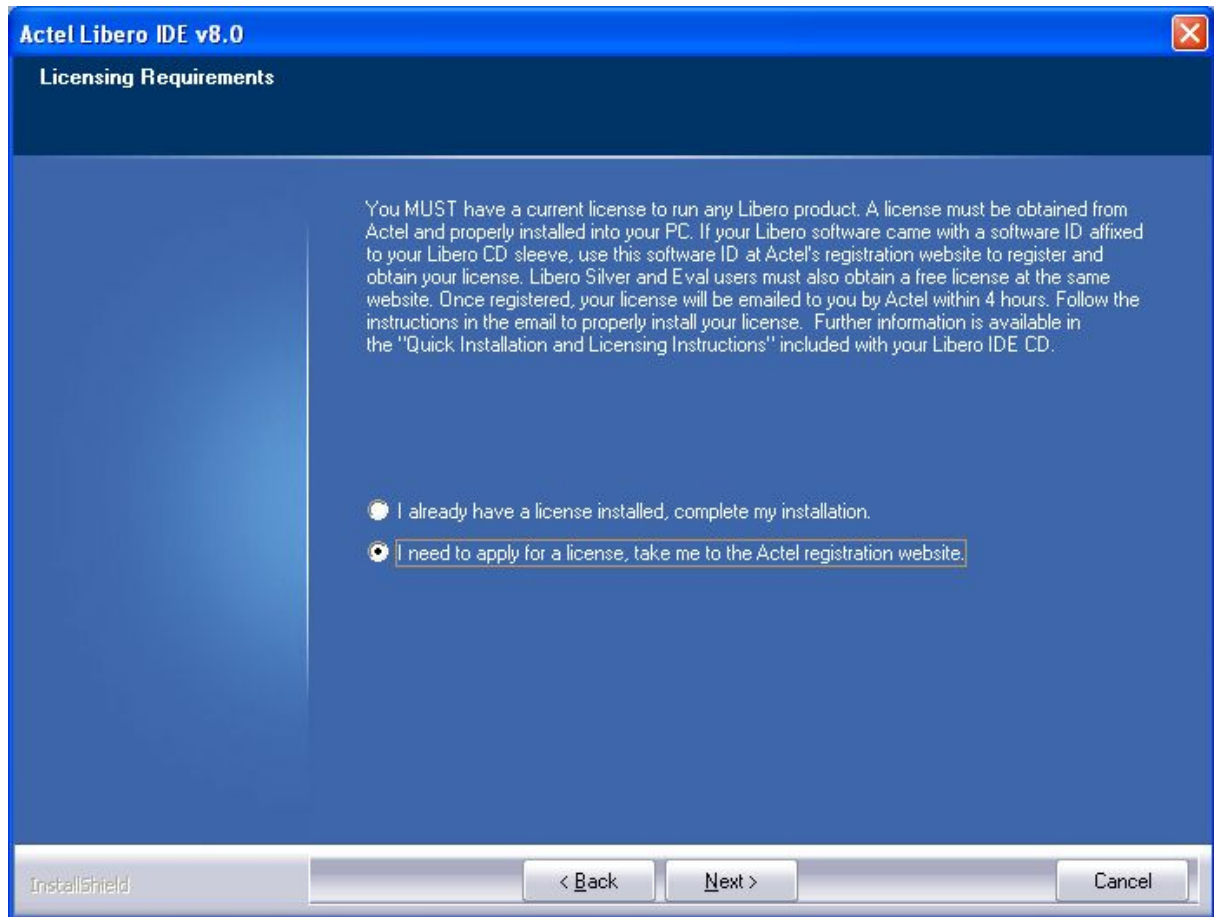 Actel Libero IDE v8.0
Licensing Requirements
You MUST have a current license to run any Libero product. A license must be obtained from
Actel and properly installed into your PC. If your Libero software came with a software ID affixed
to your Libero CD sleeve, use this software ID at Actel's registration website to register and
obtain your license. Libero Silver and Eval users must also obtain a free license at the same
website. Once registered, your license will be emailed to you by Actel within 4 hours. Follow the
instructions in the email to properly install your license.  Further information is available in
the "Quick Installation and Licensing Instructions" included with your Libero IDE CD.
I already have a license installed, complete my installation.
I need to apply for a license, take me to the Actel registration website.
InstallShield
< Back
Next >
Cancel